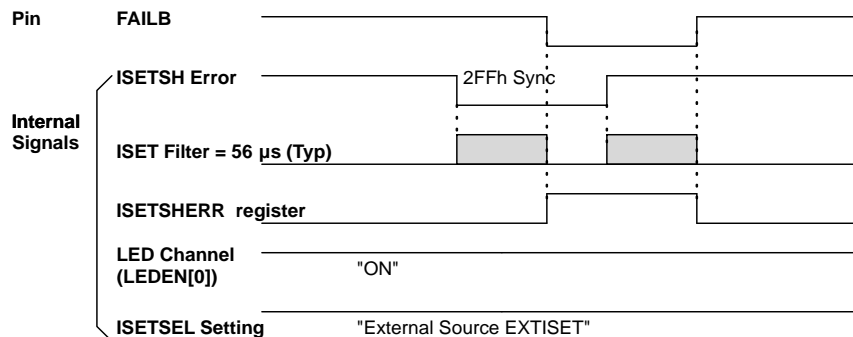 Pin FAILB
ISETSH Error 2FFh Sync
Internal
Signals
ISET Filter = 56 µs (Typ)
ISETSHERR register
LED Channel
(LEDEN[0]) "ON"
ISETSEL Setting "External Source EXTISET"